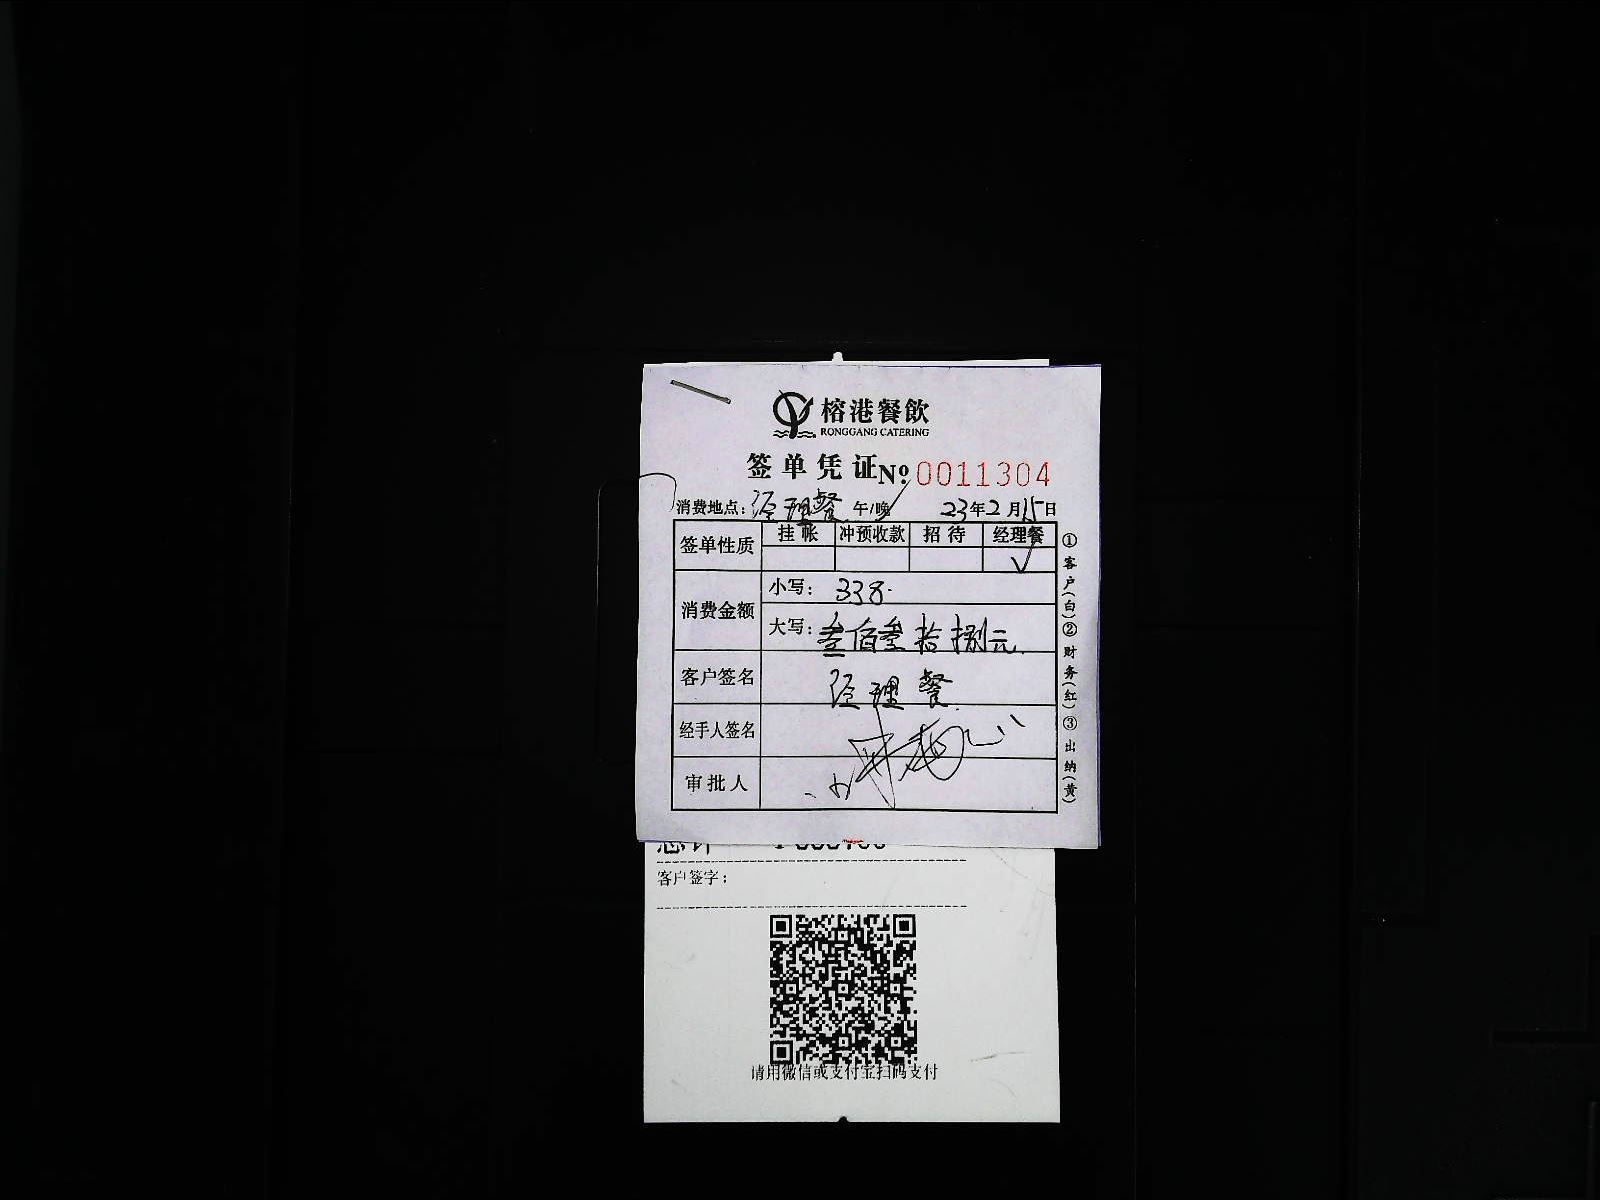 榕港餐飲
RONGGANG CATERING
签单凭证 Nº 0011304
消费地点：经理餐 午/晚 23年2月15日
签单性质 挂帐 冲预收款 招待 经理餐
√
消费金额 小写：338.
大写：叁佰叁拾捌元
客户签名 经理餐
经手人签名
审批人
①客户(白)②财务(红)③出纳(黄)
总计
客户签字：
请用微信或支付宝扫码支付